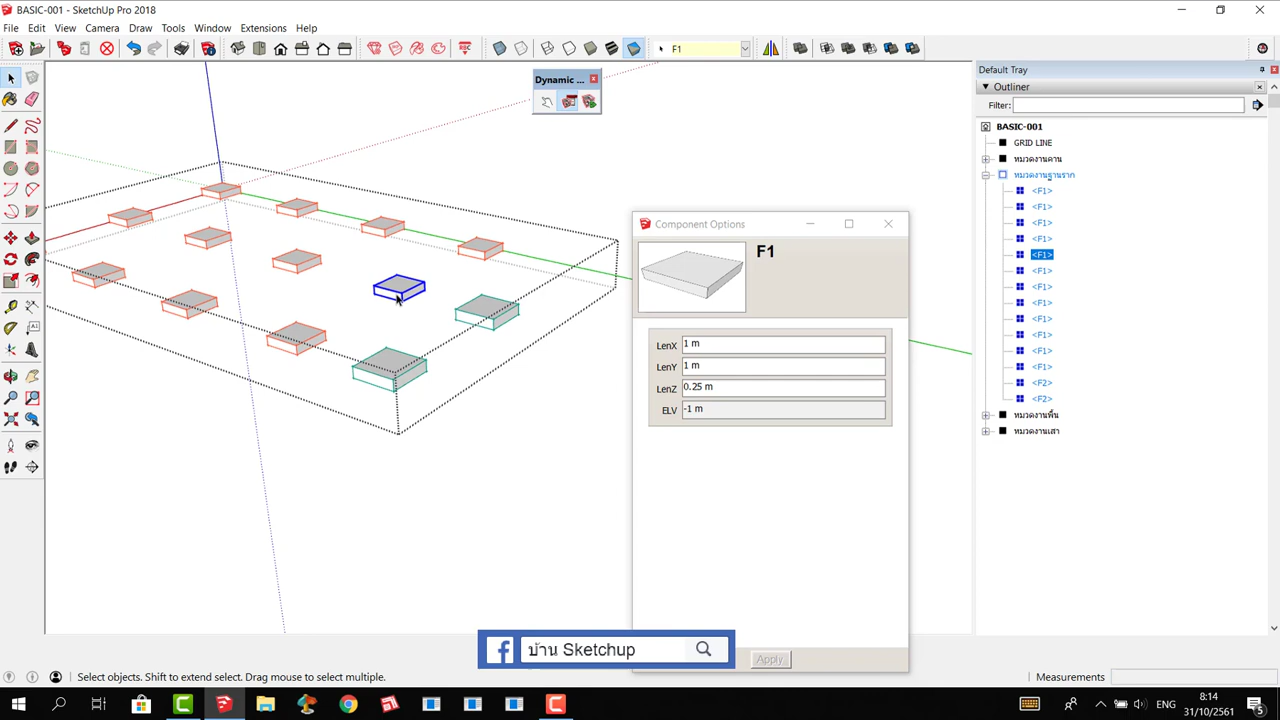 BASIC-001 - SketchUp Pro 2018
File Edit View Camera Draw Tools Window Extensions Help
F1
Default Tray
Dynamic ...
Outliner
Filter:
BASIC-001
GRID LINE
หมวดงานคาน
หมวดงานฐานราก
<F1>
<F1>
<F1>
<F1>
<F1>
<F1>
<F1>
<F1>
<F1>
<F1>
<F1>
<F1>
<F2>
<F2>
หมวดงานพื้น
หมวดงานเสา
Component Options
F1
LenX 1 m
LenY 1 m
LenZ 0.25 m
ELV -1 m
Apply
บ้าน Sketchup
Select objects. Shift to extend select. Drag mouse to select multiple.
Measurements
ENG
8:14
31/10/2561
5